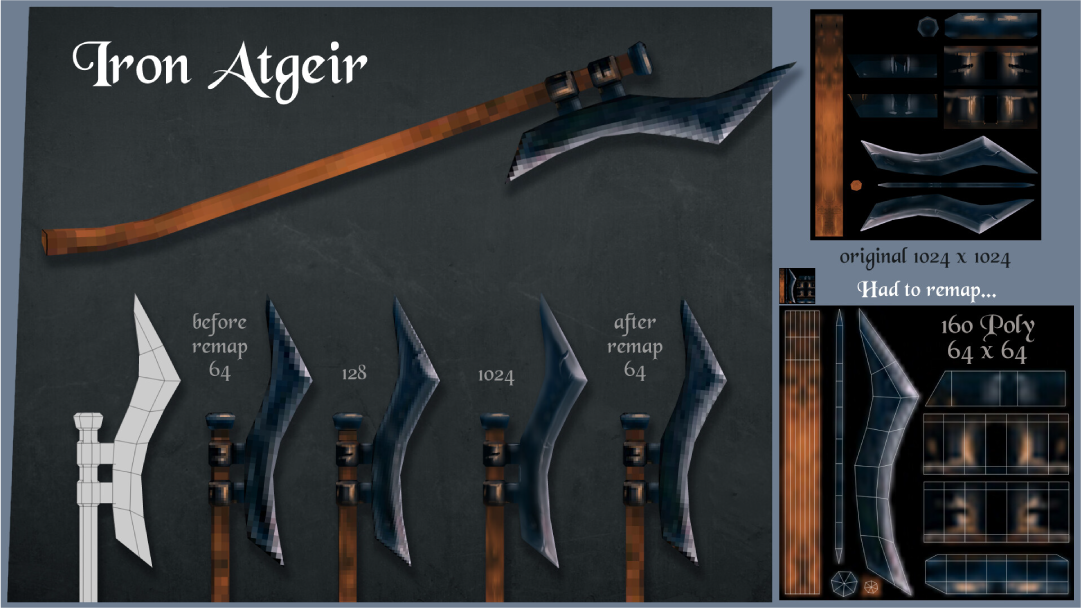 Iron Atgeir
original 1024 x 1024
Had to remap...
160 Poly
64 x 64
before
remap
64
128
1024
after
remap
64